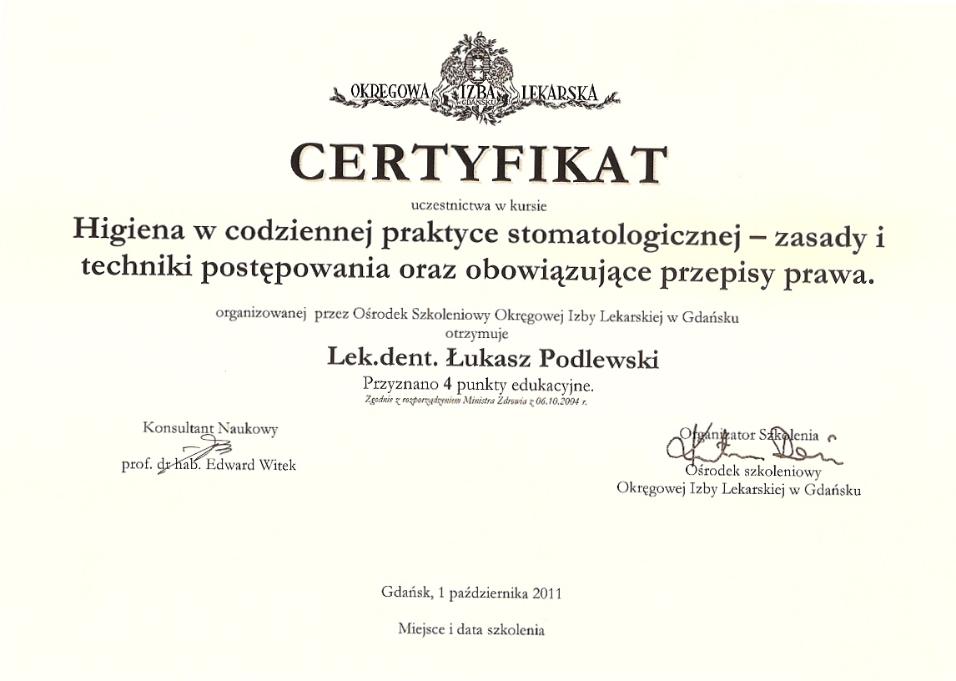 OKRĘGOWA IZBA LEKARSKA
W GDAŃSKU
CERTYFIKAT
uczestnictwa w kursie
Higiena w codziennej praktyce stomatologicznej – zasady i
techniki postępowania oraz obowiązujące przepisy prawa.
organizowanej przez Ośrodek Szkoleniowy Okręgowej Izby Lekarskiej w Gdańsku
otrzymuje
Lek.dent. Łukasz Podlewski
Przyznano 4 punkty edukacyjne.
Zgodnie z rozporządzeniem Ministra Zdrowia z 06.10.2004 r.
Konsultant Naukowy
prof. dr hab. Edward Witek
Organizator Szkolenia
Ośrodek szkoleniowy
Okręgowej Izby Lekarskiej w Gdańsku
Gdańsk, 1 października 2011
Miejsce i data szkolenia